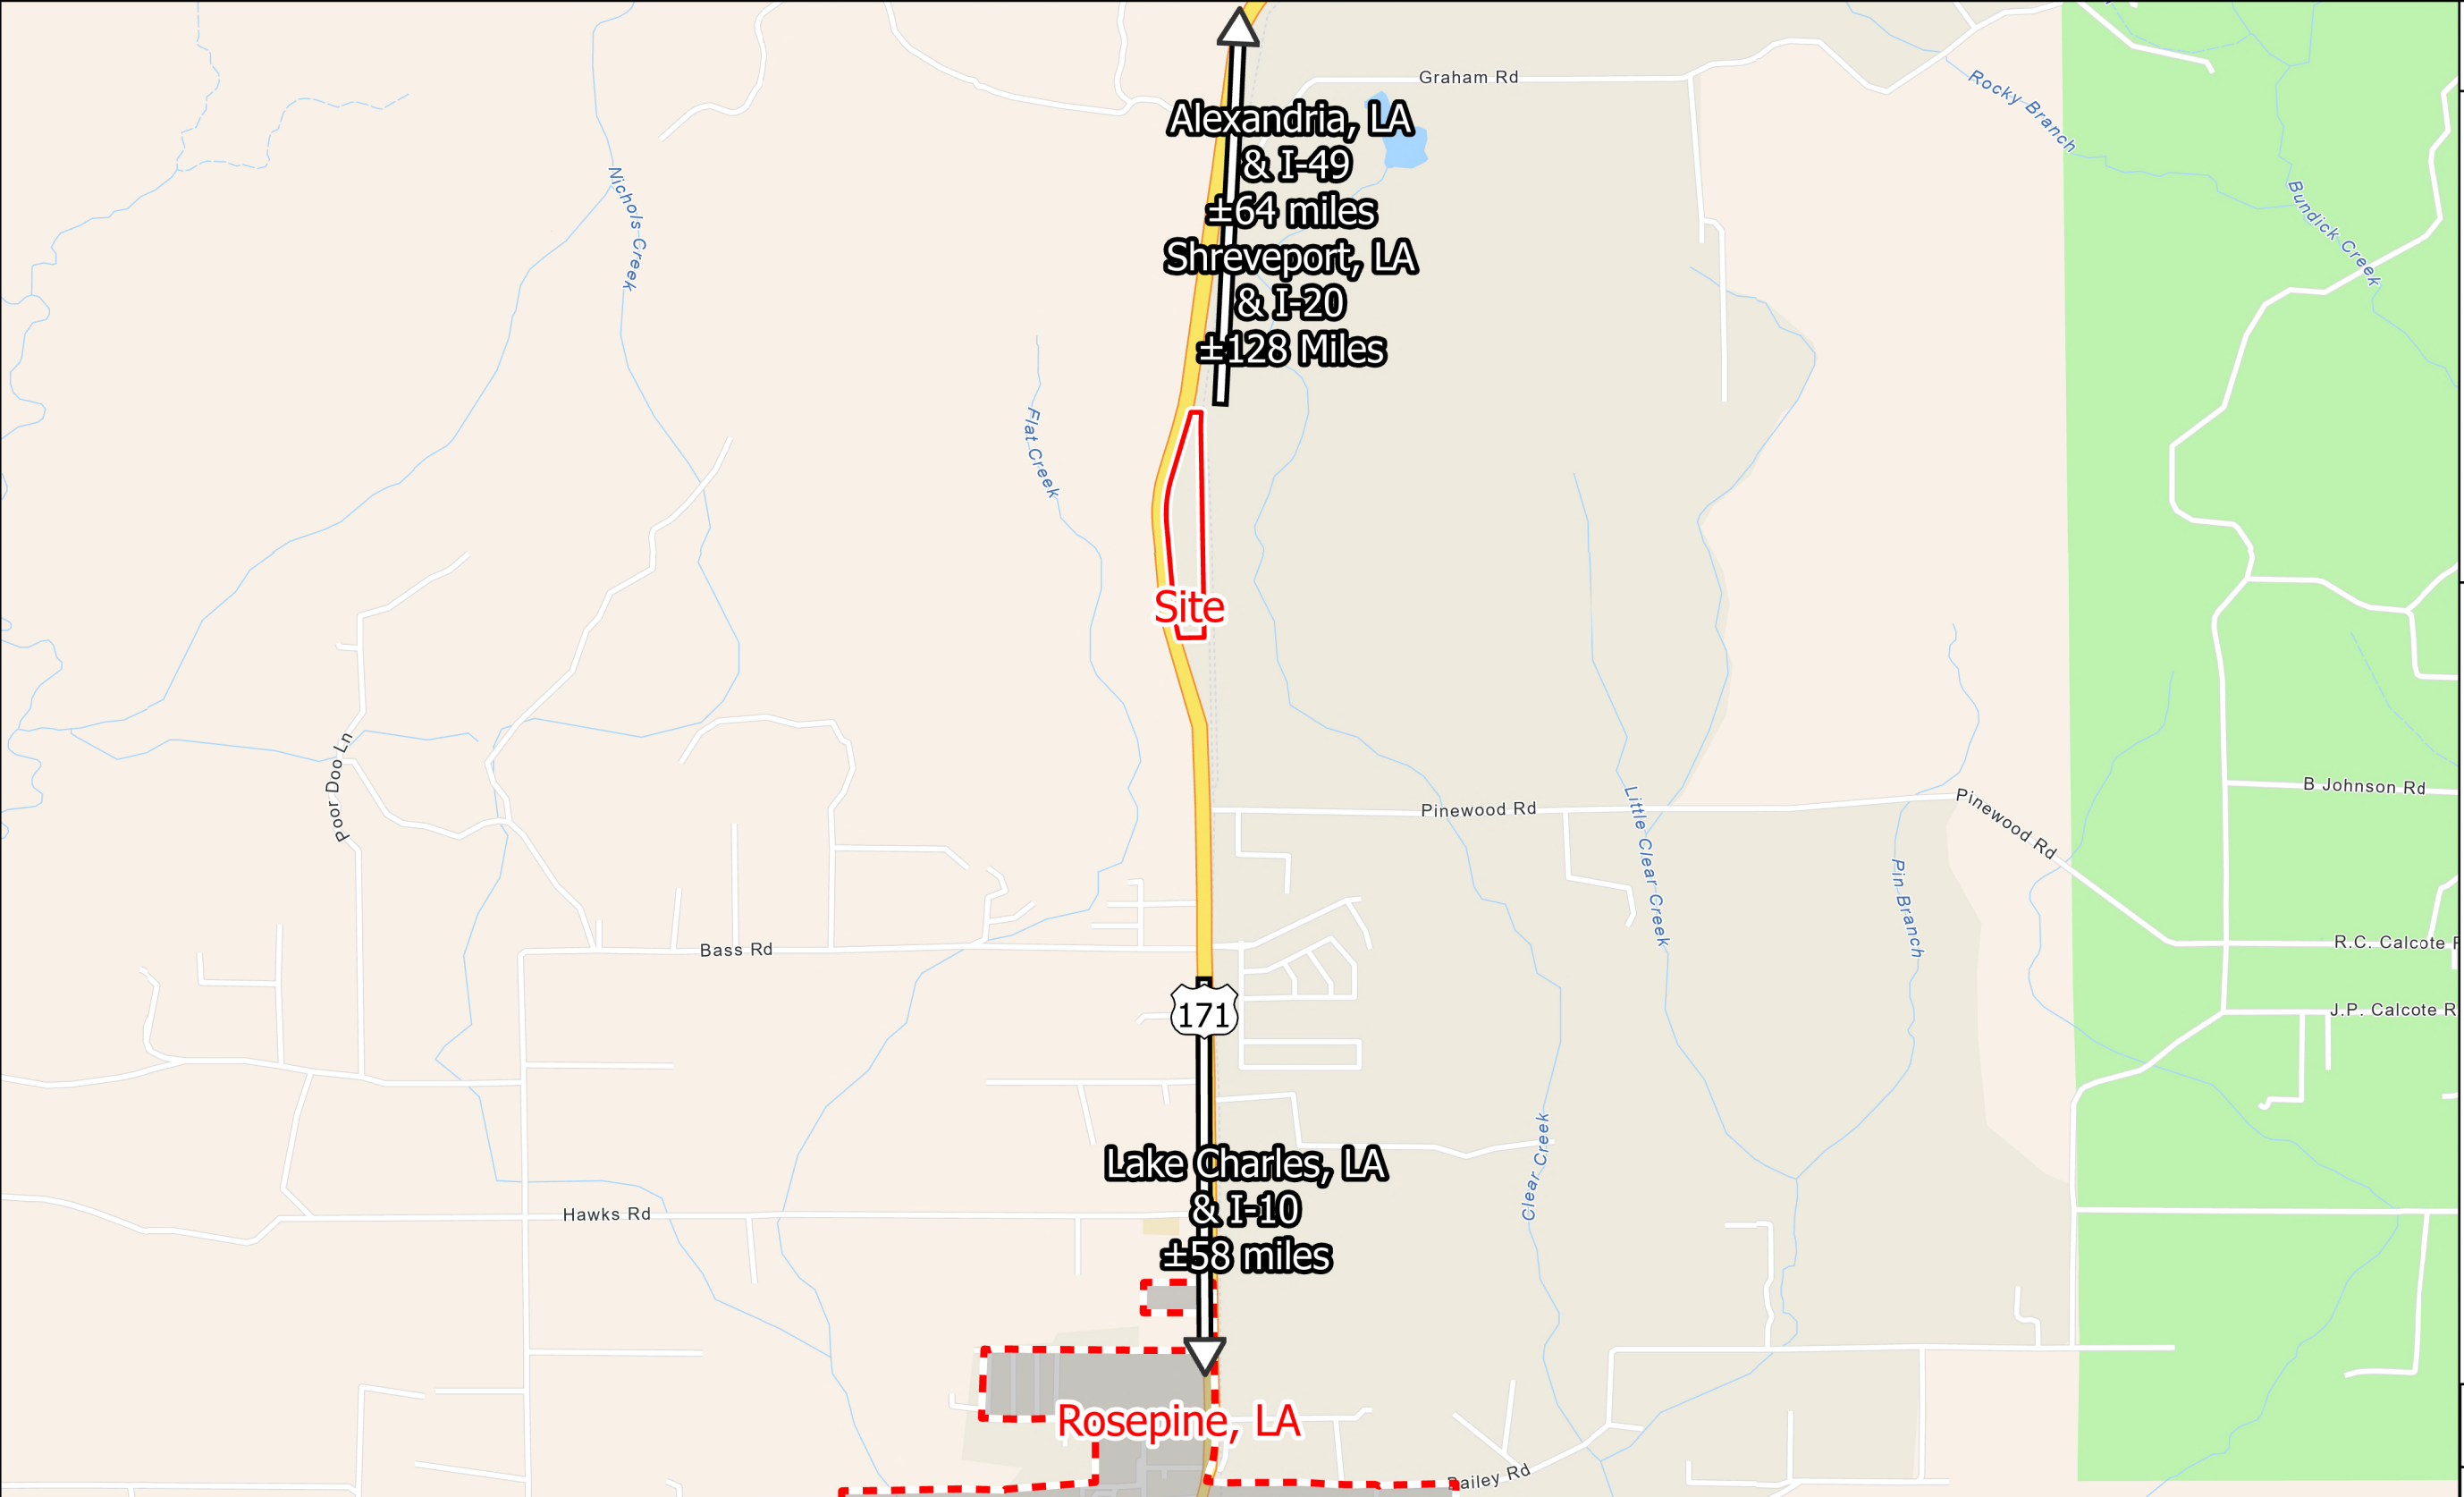 Graham Rd
Rocky Branch
Alexandria, LA
& I-49
±64 miles
Shreveport, LA
& I-20
±128 Miles
Nichols Creek
Bundick Creek
Flat Creek
Site
Poor Doo Ln
Pinewood Rd
Pinewood Rd
B Johnson Rd
Little Clear Creek
Pin Branch
Bass Rd
R.C. Calcote R
171
J.P. Calcote R
Clear Creek
Lake Charles, LA
& I-10
±58 miles
Hawks Rd
Rosepine, LA
Bailey Rd